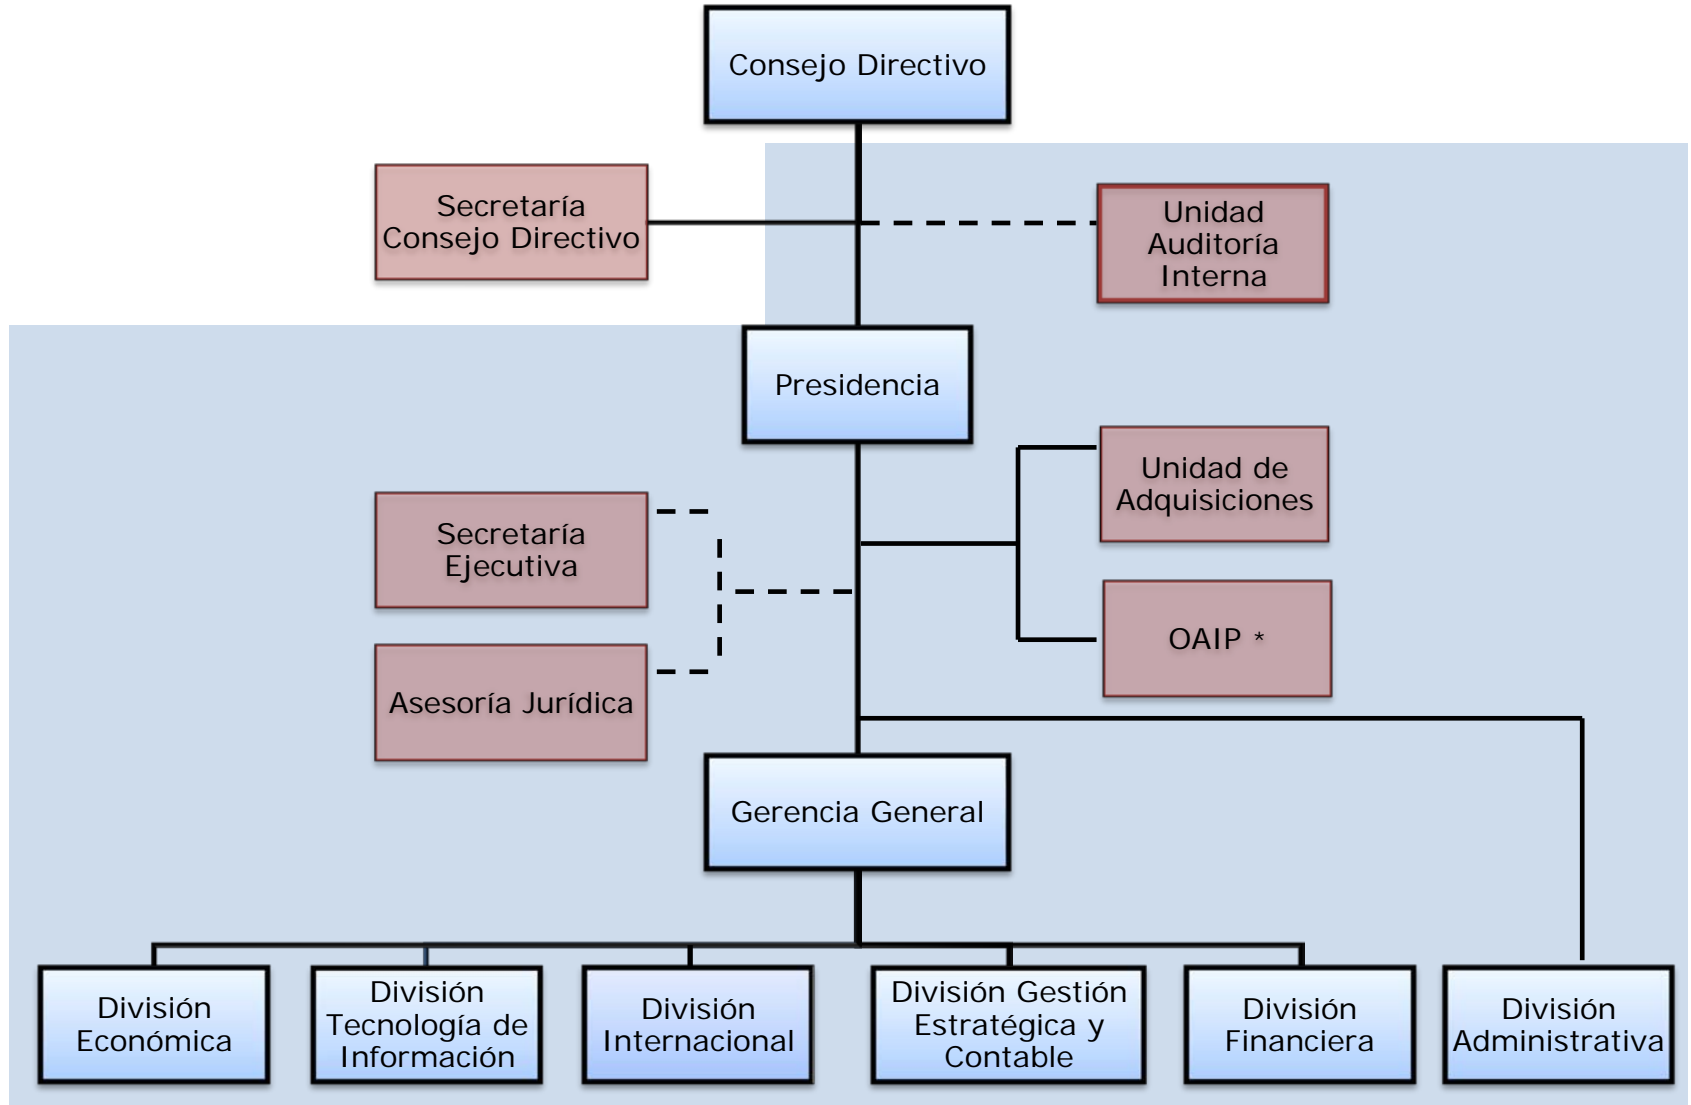 Consejo Directivo
Secretaría
Consejo Directivo
Unidad
Auditoría
Interna
Presidencia
Unidad de
Adquisiciones
Secretaría
Ejecutiva
OAIP *
Asesoría Jurídica
Gerencia General
División
Económica
División
Tecnología de
Información
División
Internacional
División Gestión
Estratégica y
Contable
División
Financiera
División
Administrativa